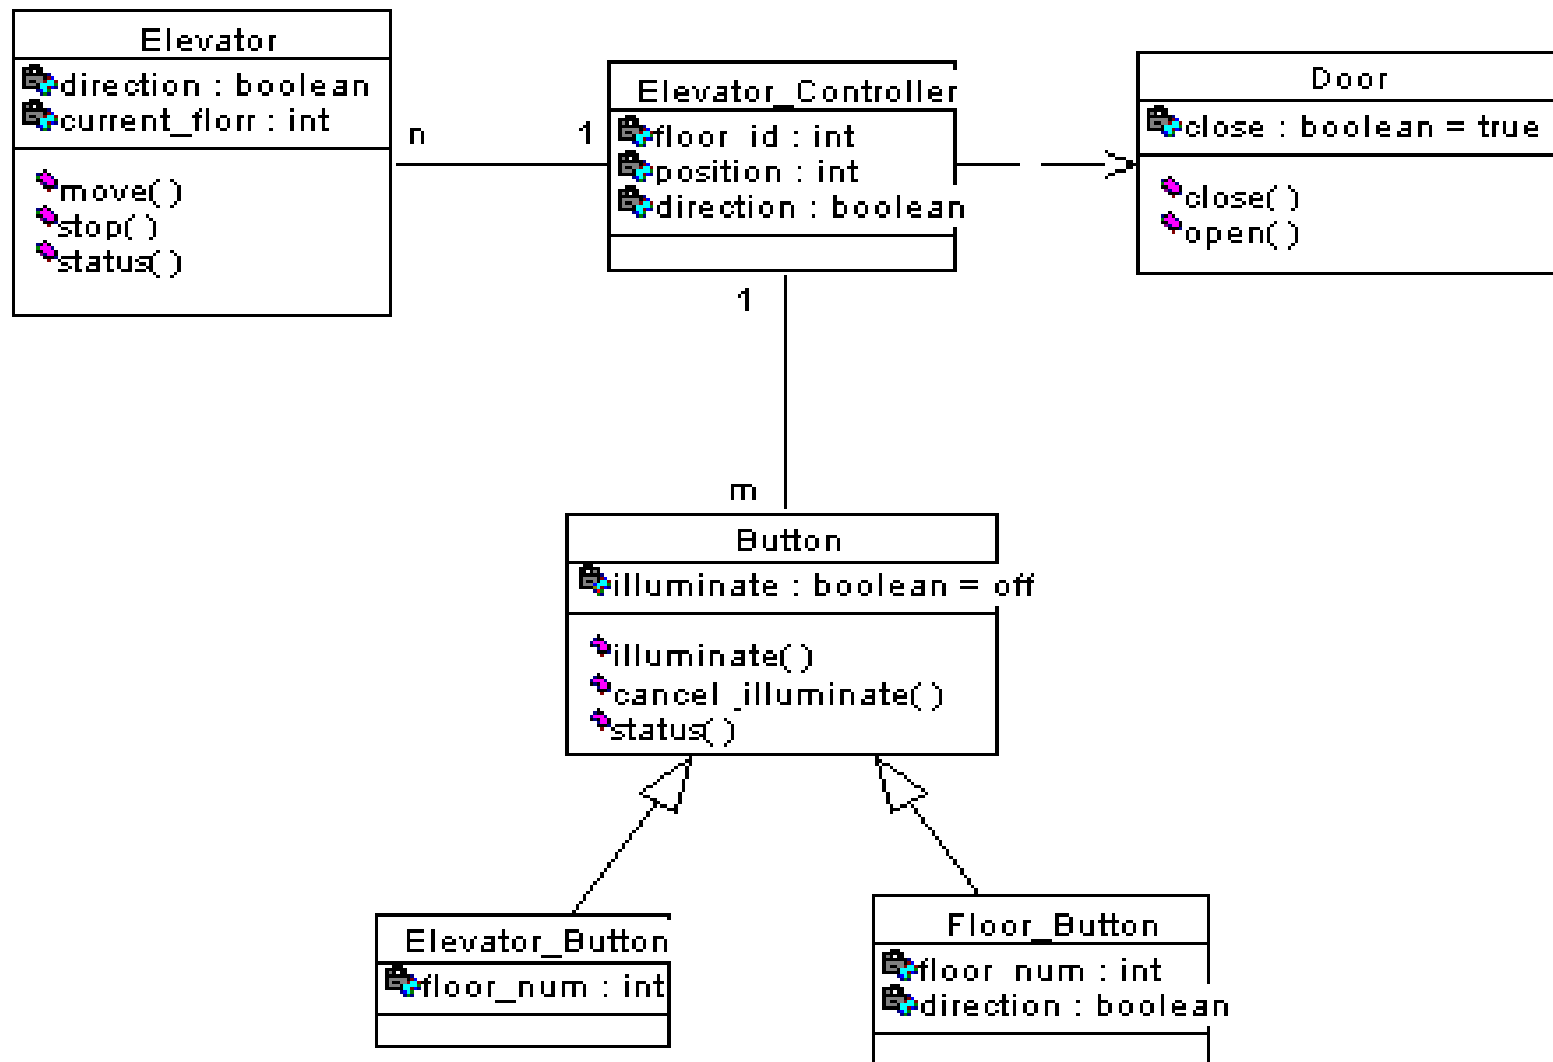 Elevator
direction : boolean
current_florr : int
move( )
stop( )
status( )
n
1
Elevator_Controller
floor_id : int
position : int
direction : boolean
Door
close : boolean = true
close( )
open( )
1
m
Button
illuminate : boolean = off
illuminate( )
cancel_illuminate( )
status( )
Elevator_Button
floor_num : int
Floor_Button
floor_num : int
direction : boolean